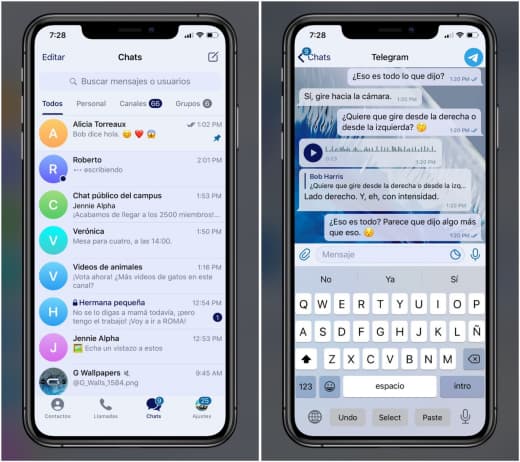 7:28
Editar
Chats
Buscar mensajes o usuarios
Todos Personal Canales 66 Grupos 6
A
Alicia Torreaux
1:02 PM
Bob dice hola. 😊 ❤️ 😱
R
Roberto
2:01 PM
••• escribiendo
C
Chat público del campus
1:53 PM
Jennie Alpha
¡Acabamos de llegar a los 2500 miembros!...
V
Verónica
1:50 PM
Mesa para cuatro, a las 14:00.
V
Videos de animales
1:16 PM
¡Vota ahora! ¿Más videos de gatos en este
canal?
H
Hermana pequeña
12:54 PM
No se lo digas a mamá todavía, ¡pero
tengo el trabajo! ¡Voy a ir a ROMA!
1
J
Jennie Alpha
12:53 PM
Echa un vistazo a estos
G Wallpapers
9:45 AM
@G_Walls_1584.png
Contactos
Llamadas
9
Chats
25
Ajustes
7:28
9
Chats
Telegram
¿Eso es todo lo que dijo?
1:20 PM
Sí, gire hacia la cámara.
1:20 PM
¿Quiere que gire desde la derecha o
desde la izquierda? 🤔
1:20 PM
0:23
1:20 PM
Bob Harris
¿Quiere que gire desde la derecha o desde la izq...
Lado derecho. Y, eh, con intensidad.
1:20 PM
¿Eso es todo? Parece que dijo algo más
que eso. 😥
1:20 PM
Mensaje
No Ya Sí
Q W E R T Y U I O P
A S D F G H J K L Ñ
Z X C V B N M
123 espacio intro
Undo Select Paste